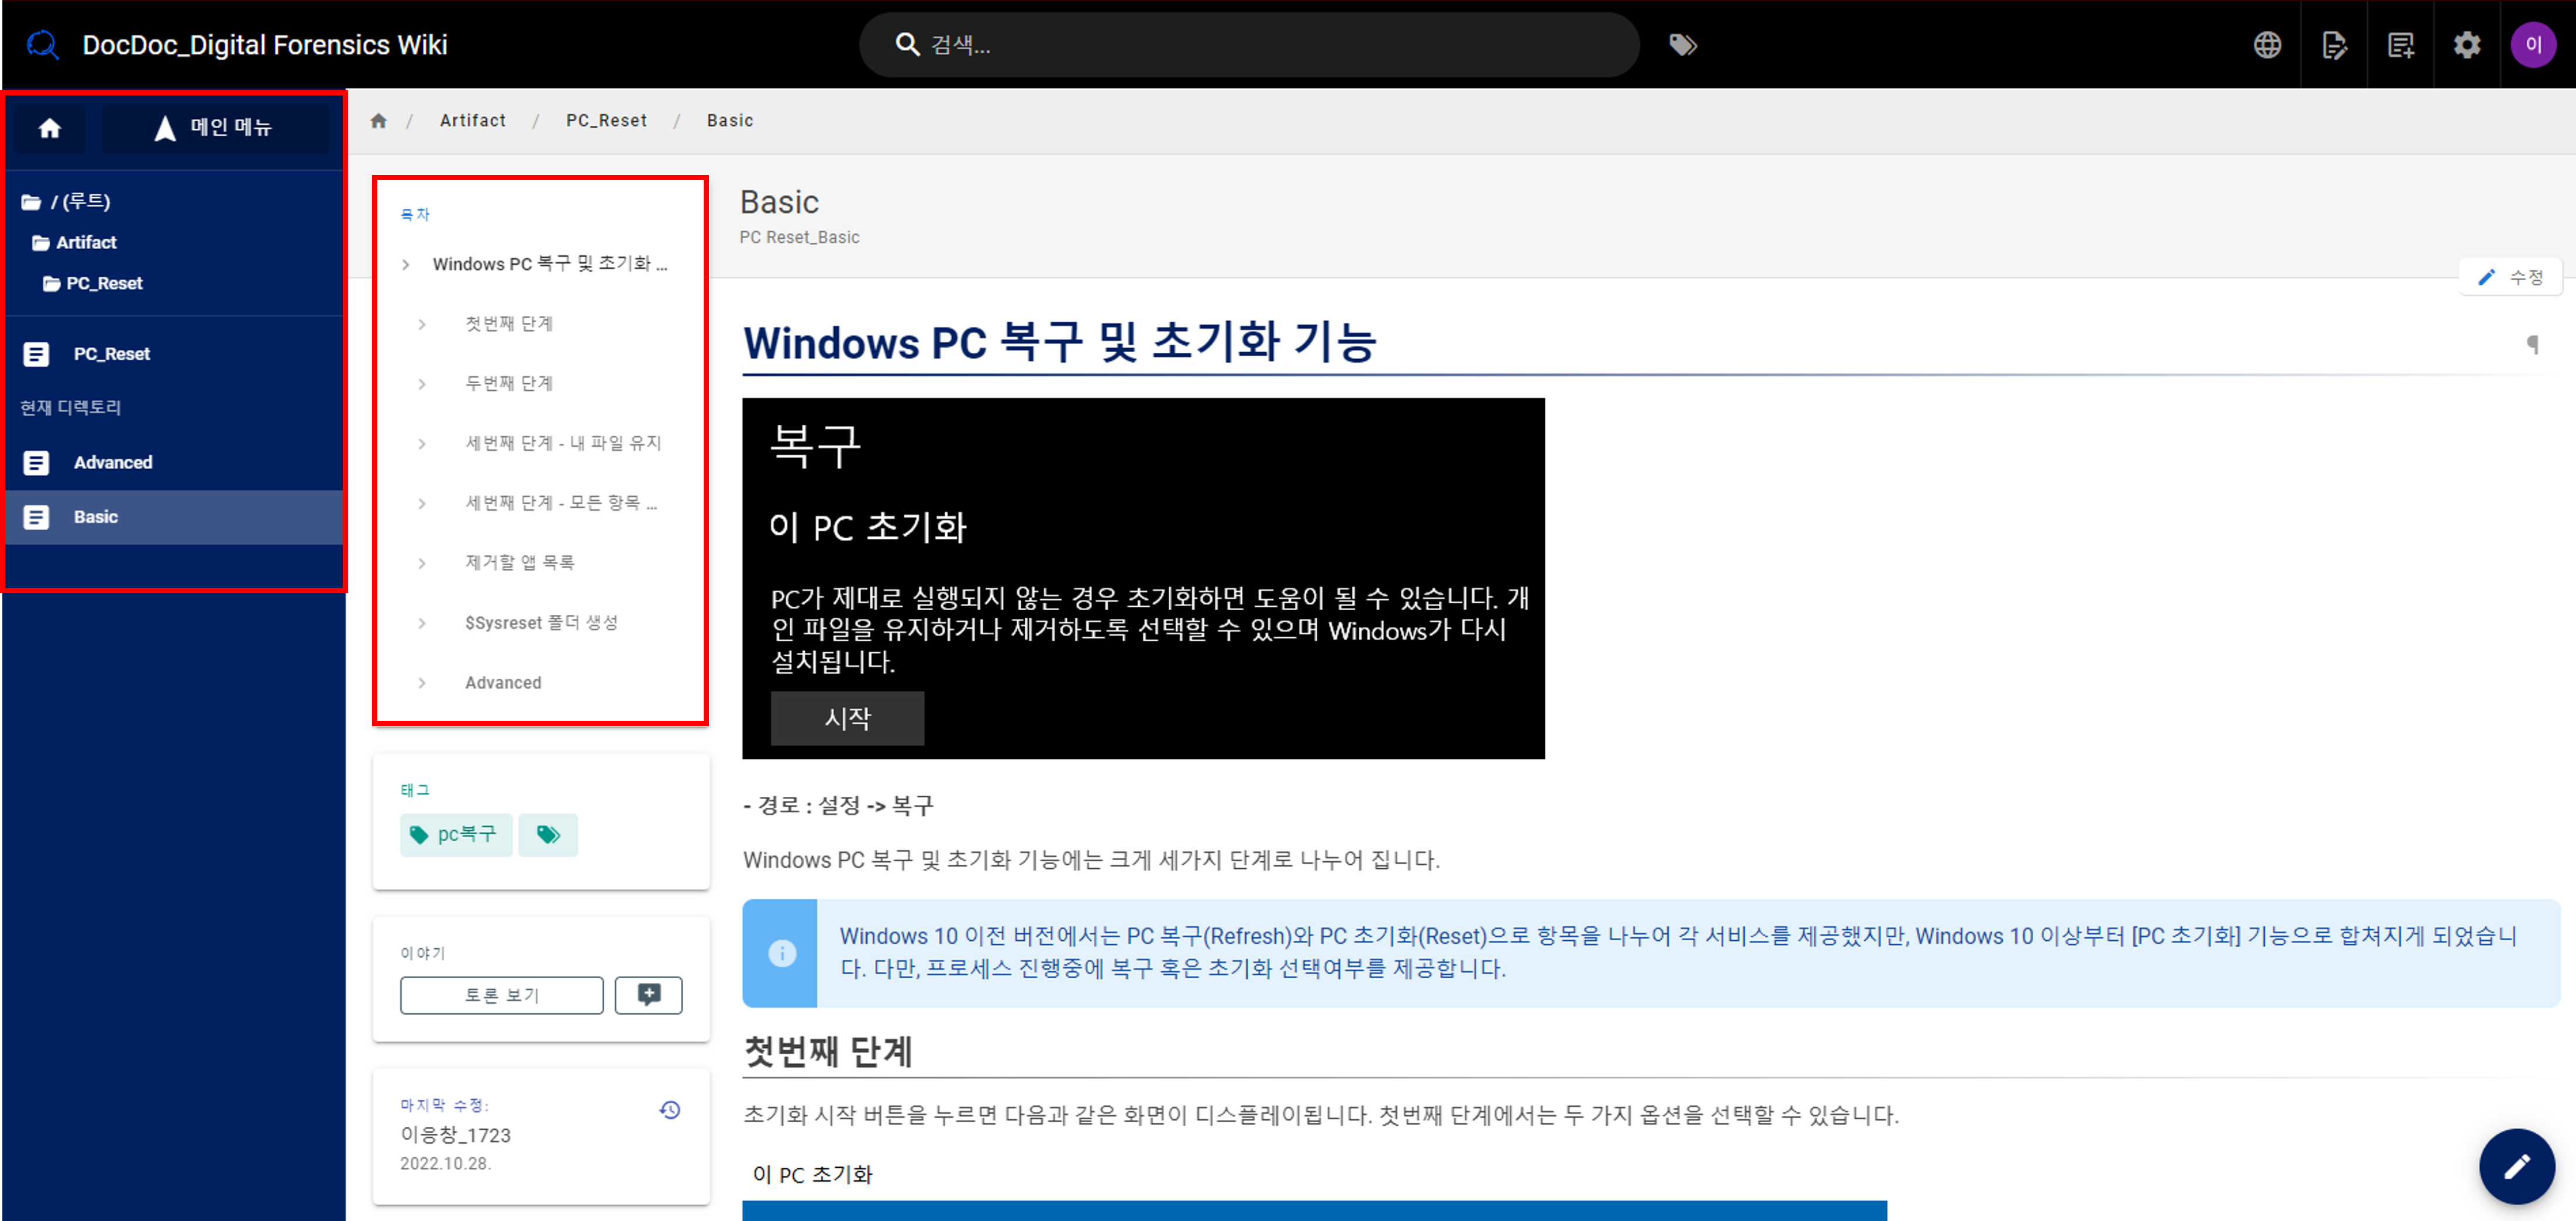 DocDoc_Digital Forensics Wiki
검색...
이
메인 메뉴
/ (루트)
Artifact
PC_Reset
PC_Reset
현재 디렉토리
Advanced
Basic
/ Artifact / PC_Reset / Basic
목차
Windows PC 복구 및 초기화 ...
첫번째 단계
두번째 단계
세번째 단계 - 내 파일 유지
세번째 단계 - 모든 항목 ...
제거할 앱 목록
$Sysreset 폴더 생성
Advanced
태그
pc복구
이야기
토론 보기
마지막 수정:
이응창_1723
2022.10.28.
Basic
PC Reset_Basic
수정
Windows PC 복구 및 초기화 기능
¶
복구
이 PC 초기화
PC가 제대로 실행되지 않는 경우 초기화하면 도움이 될 수 있습니다. 개
인 파일을 유지하거나 제거하도록 선택할 수 있으며 Windows가 다시
설치됩니다.
시작
- 경로 : 설정 -> 복구
Windows PC 복구 및 초기화 기능에는 크게 세가지 단계로 나누어 집니다.
Windows 10 이전 버전에서는 PC 복구(Refresh)와 PC 초기화(Reset)으로 항목을 나누어 각 서비스를 제공했지만, Windows 10 이상부터 [PC 초기화] 기능으로 합쳐지게 되었습니
다. 다만, 프로세스 진행중에 복구 혹은 초기화 선택여부를 제공합니다.
첫번째 단계
초기화 시작 버튼을 누르면 다음과 같은 화면이 디스플레이됩니다. 첫번째 단계에서는 두 가지 옵션을 선택할 수 있습니다.
이 PC 초기화